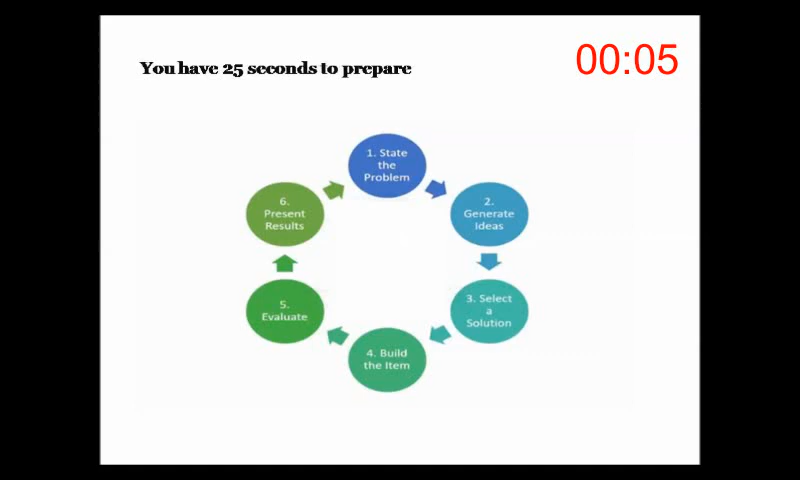 You have 25 seconds to prepare
00:05
1. State
the
Problem
2.
Generate
Ideas
3. Select
a
Solution
4. Build
the Item
5.
Evaluate
6.
Present
Results